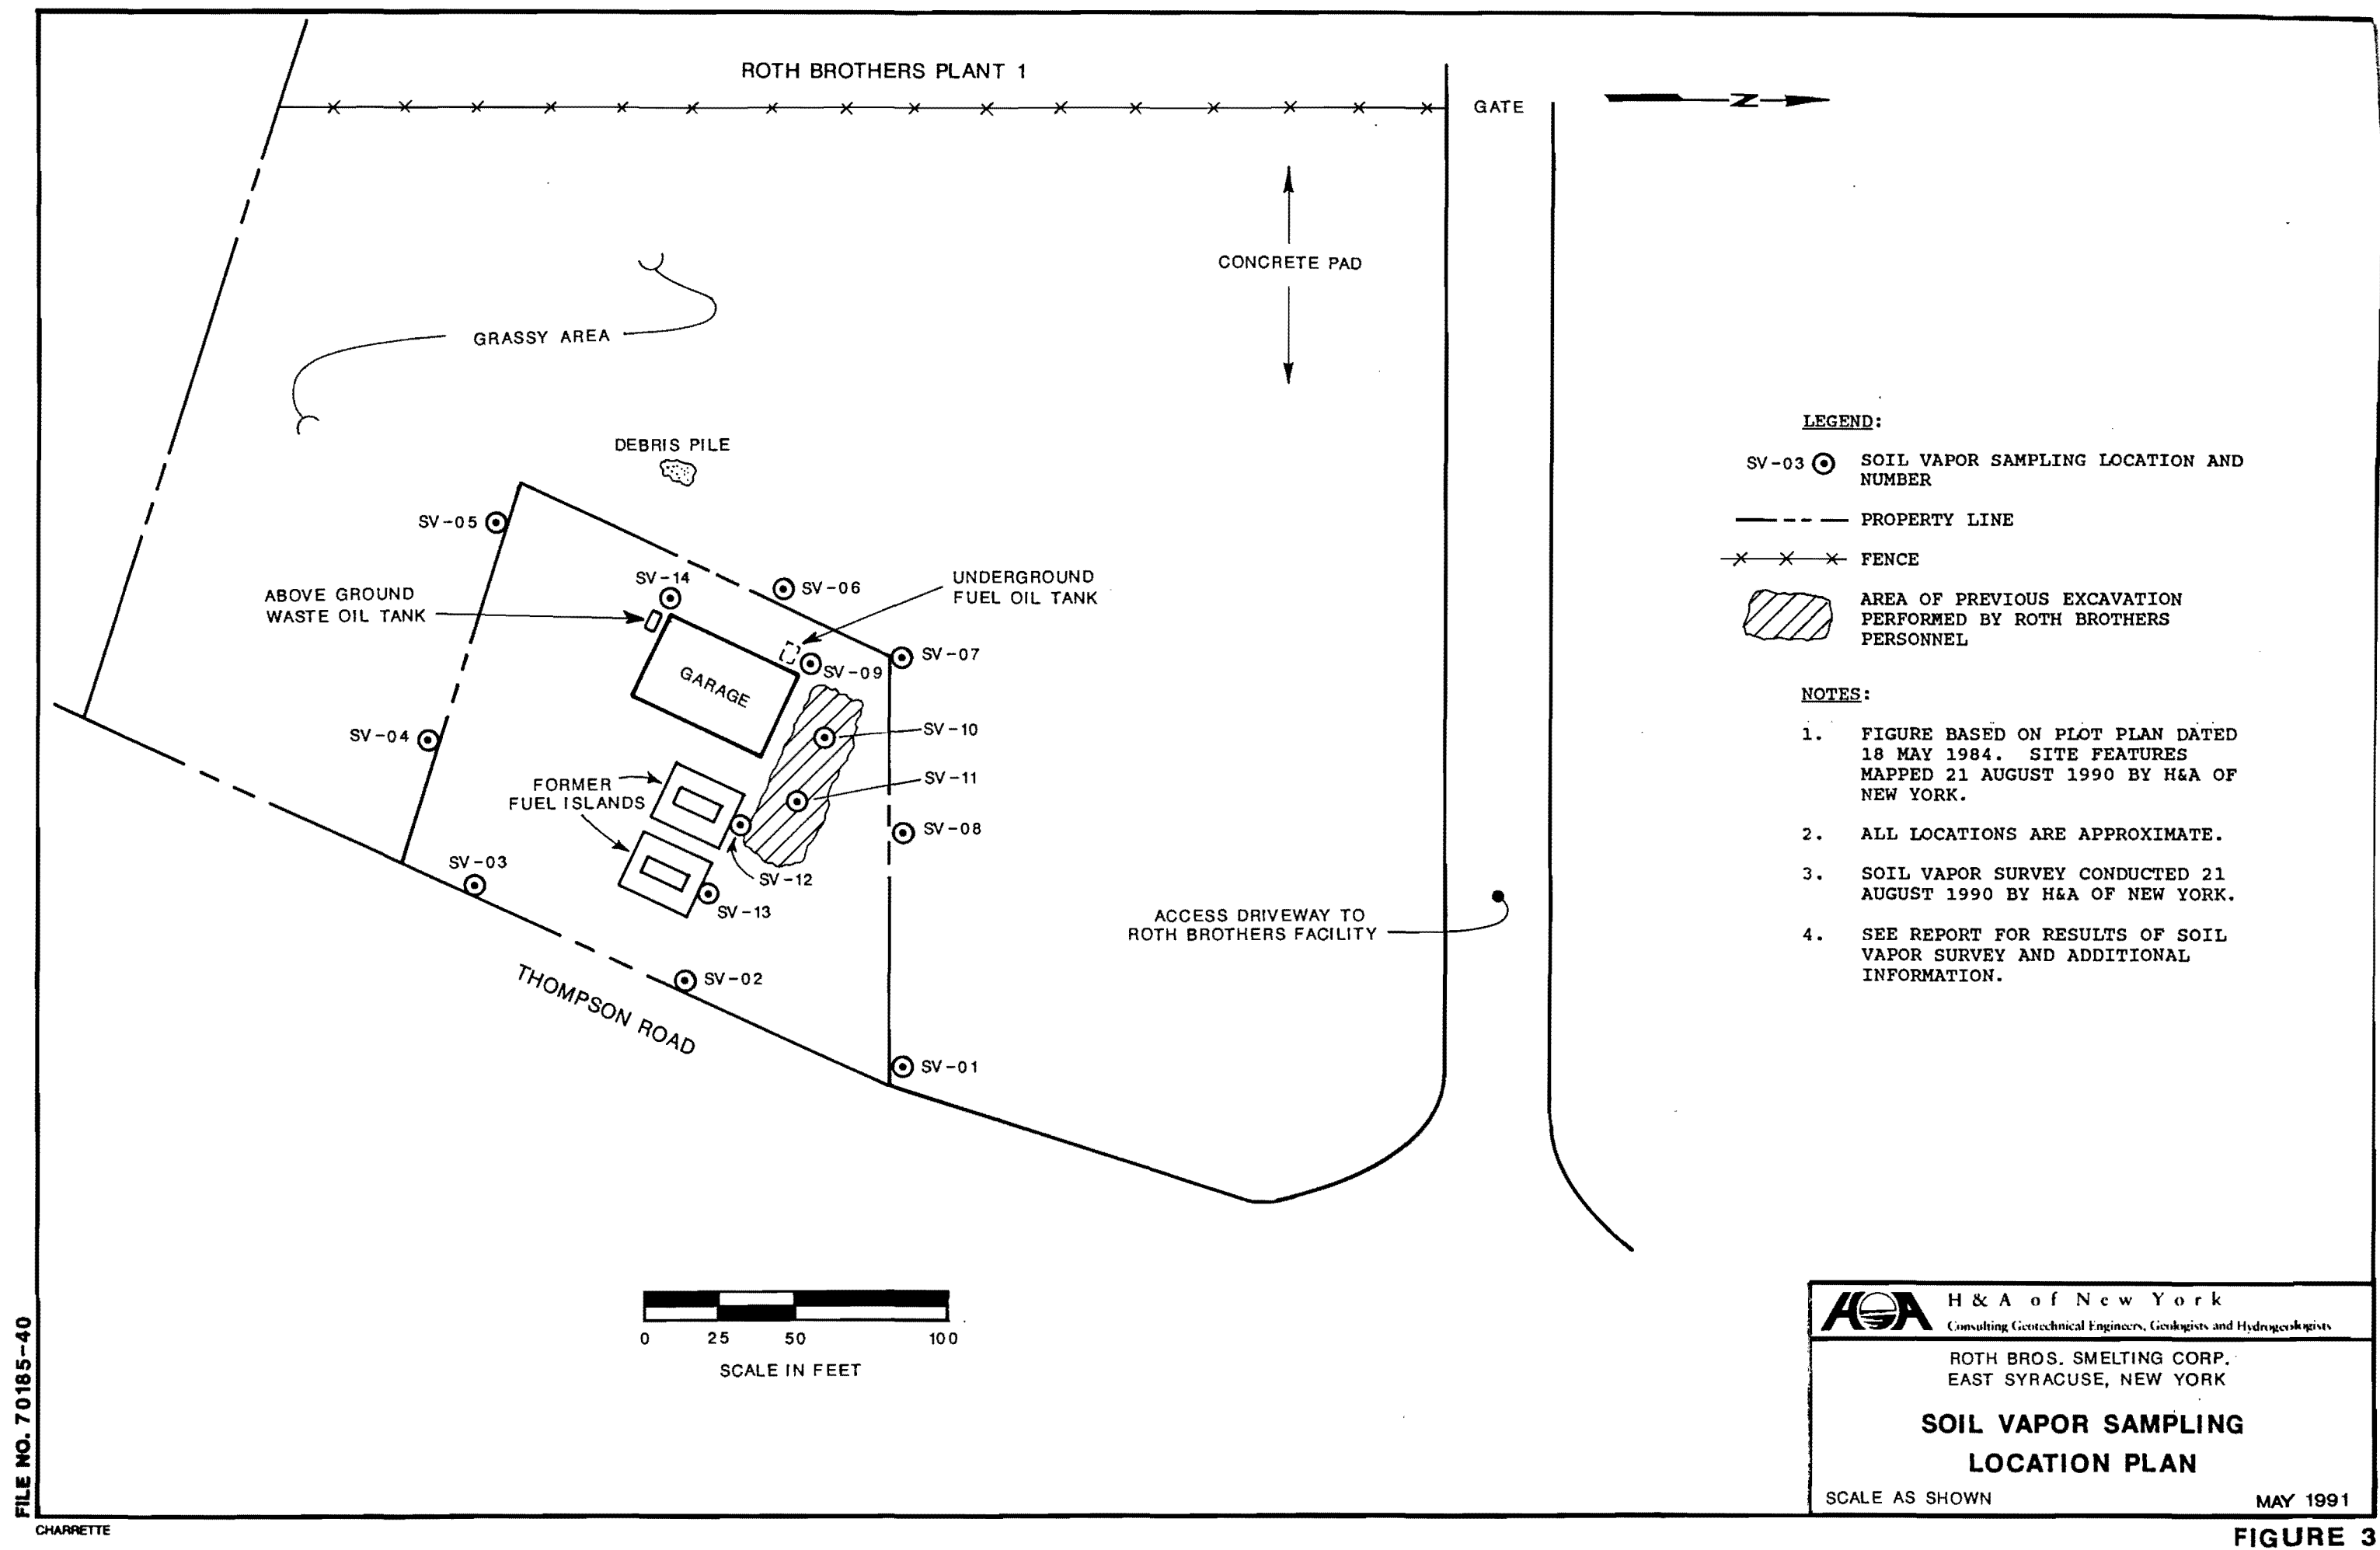 ROTH BROTHERS PLANT 1
GATE
N
CONCRETE PAD
GRASSY AREA
DEBRIS PILE
SV-05
SV-14
SV-06
UNDERGROUND
FUEL OIL TANK
ABOVE GROUND
WASTE OIL TANK
SV-07
SV-09
GARAGE
SV-10
SV-04
SV-11
FORMER
FUEL ISLANDS
SV-08
SV-03
SV-12
SV-13
ACCESS DRIVEWAY TO
ROTH BROTHERS FACILITY
SV-02
THOMPSON ROAD
SV-01
LEGEND:
SV-03
SOIL VAPOR SAMPLING LOCATION AND
NUMBER
PROPERTY LINE
FENCE
AREA OF PREVIOUS EXCAVATION
PERFORMED BY ROTH BROTHERS
PERSONNEL
NOTES:
1. FIGURE BASED ON PLOT PLAN DATED
18 MAY 1984. SITE FEATURES
MAPPED 21 AUGUST 1990 BY H&A OF
NEW YORK.
2. ALL LOCATIONS ARE APPROXIMATE.
3. SOIL VAPOR SURVEY CONDUCTED 21
AUGUST 1990 BY H&A OF NEW YORK.
4. SEE REPORT FOR RESULTS OF SOIL
VAPOR SURVEY AND ADDITIONAL
INFORMATION.
0 25 50 100
SCALE IN FEET
H&A
H & A of New York
Consulting Geotechnical Engineers, Geologists and Hydrogeologists
ROTH BROS. SMELTING CORP.
EAST SYRACUSE, NEW YORK
SOIL VAPOR SAMPLING
LOCATION PLAN
SCALE AS SHOWN
MAY 1991
FILE NO. 70185-40
CHARRETTE
FIGURE 3